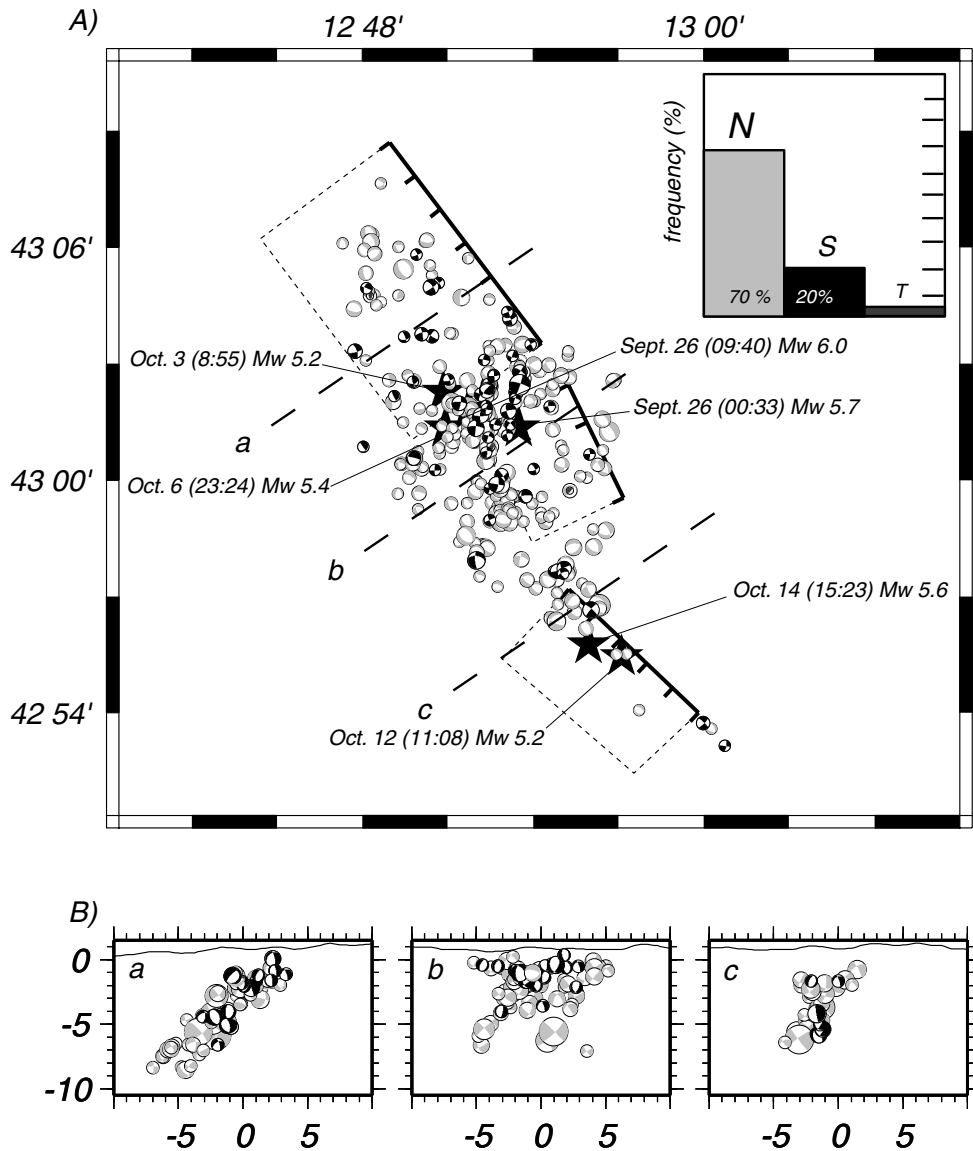 A)
12 48'
13 00'
frequency (%)
N
S
T
70 %
20%
43 06'
43 00'
42 54'
Oct. 3 (8:55) Mw 5.2
Sept. 26 (09:40) Mw 6.0
Sept. 26 (00:33) Mw 5.7
a
Oct. 6 (23:24) Mw 5.4
b
Oct. 14 (15:23) Mw 5.6
c
Oct. 12 (11:08) Mw 5.2
B)
a
b
c
0
-5
-10
-5 0 5
-5 0 5
-5 0 5